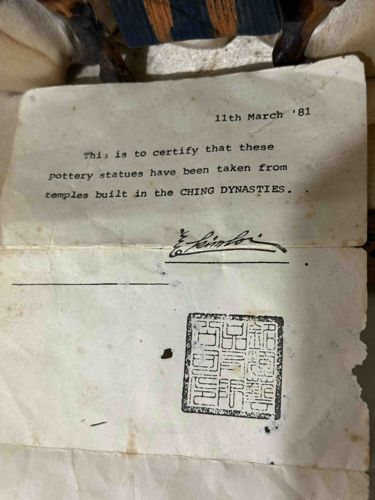 11th March '81
This is to certify that these
pottery statues have been taken from
temples built in the CHING DYNASTIES.